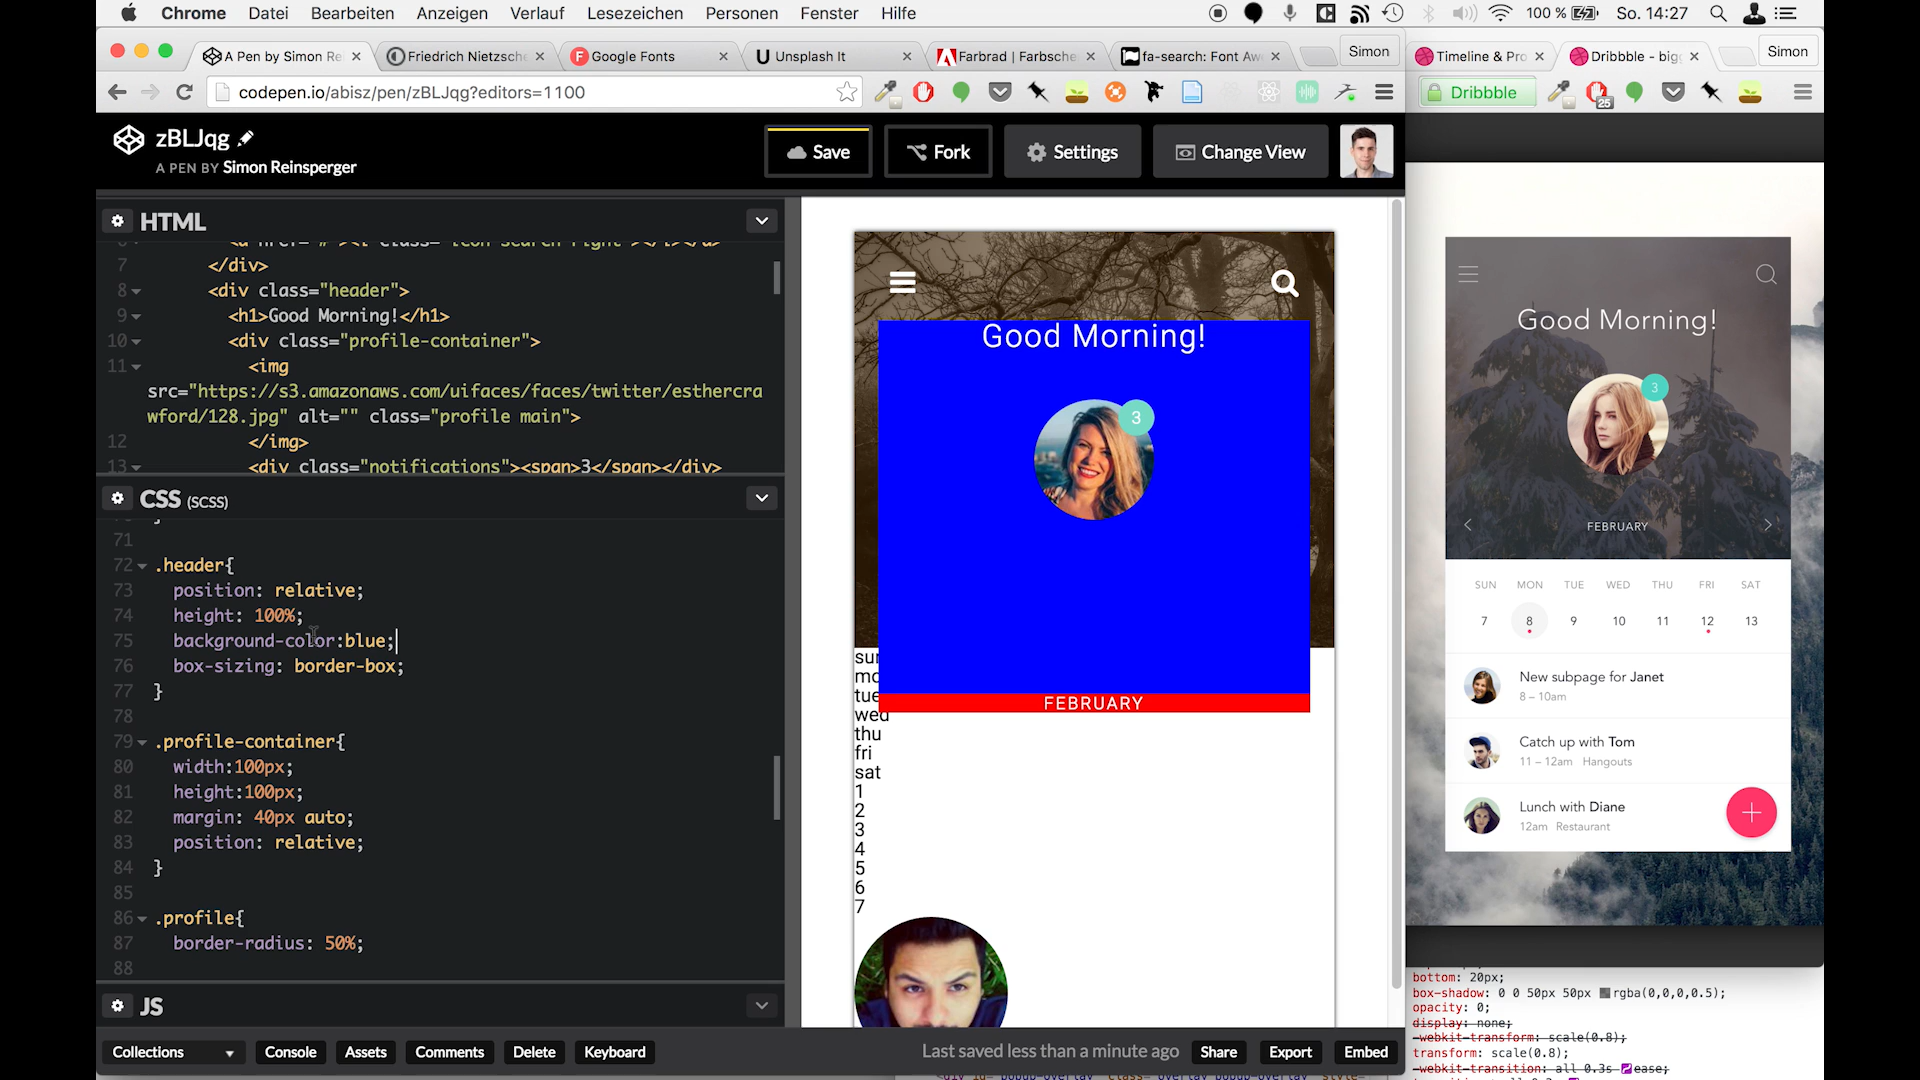 Chrome Datei Bearbeiten Anzeigen Verlauf Lesezeichen Personen Fenster Hilfe 100 % So. 14:27
A Pen by Simon Re Friedrich Nietzsche Google Fonts Unsplash It Farbrad | Farbsche fa-search: Font Aw Simon
Timeline & Pro Dribbble - big Simon
codepen.io/abisz/pen/zBLJqg?editors=1100
Dribbble
25
zBLJqg
A PEN BY Simon Reinsperger
Save Fork Settings Change View
HTML
7 </div>
8 <div class="header">
9 <h1>Good Morning!</h1>
10 <div class="profile-container">
11 <img
src="https://s3.amazonaws.com/uifaces/faces/twitter/esthercra
wford/128.jpg" alt="" class="profile main">
12 </img>
13 <div class="notifications"><span>3</span></div>
CSS (SCSS)
71
72 .header{
73 position: relative;
74 height: 100%;
75 background-color:blue;
76 box-sizing: border-box;
77 }
78
79 .profile-container{
80 width:100px;
81 height:100px;
82 margin: 40px auto;
83 position: relative;
84 }
85
86 .profile{
87 border-radius: 50%;
88
JS
Collections Console Assets Comments Delete Keyboard Last saved less than a minute ago Share Export Embed
Good Morning!
3
FEBRUARY
wed
thu
fri
sat
1
2
3
4
5
6
7
Good Morning!
3
FEBRUARY
SUN MON TUE WED THU FRI SAT
7 8 9 10 11 12 13
New subpage for Janet
8 – 10am
Catch up with Tom
11 – 12am Hangouts
Lunch with Diane
12am Restaurant
bottom: 20px;
box-shadow: 0 0 50px 50px rgba(0,0,0,0.5);
opacity: 0;
display: none;
-webkit-transform: scale(0.8);
transform: scale(0.8);
-webkit-transition: all 0.3s ease;